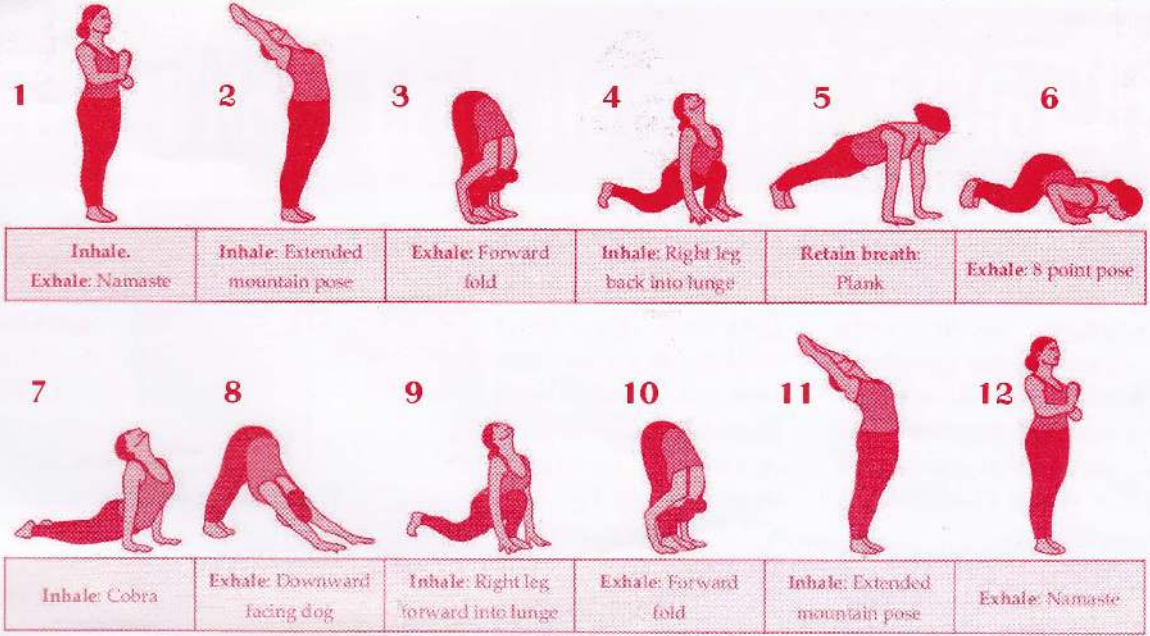 1
2
3
4
5
6
Inhale.
Exhale: Namaste
Inhale: Extended
mountain pose
Exhale: Forward
fold
Inhale: Right leg
back into lunge
Retain breath:
Plank
Exhale: 8 point pose
7
8
9
10
11
12
Inhale: Cobra
Exhale: Downward
facing dog
Inhale: Right leg
forward into lunge
Exhale: Forward
fold
Inhale: Extended
mountain pose
Exhale: Namaste